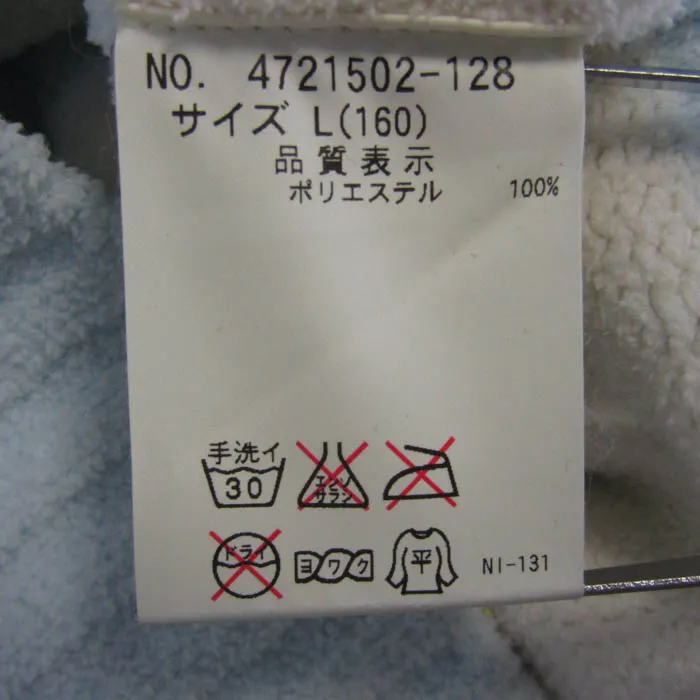 NO. 4721502-128
サイズ L(160)
品質表示
ポリエステル 100%
手洗イ
30
エンソ
サラシ
ドライ
ヨワク
平
NI-131